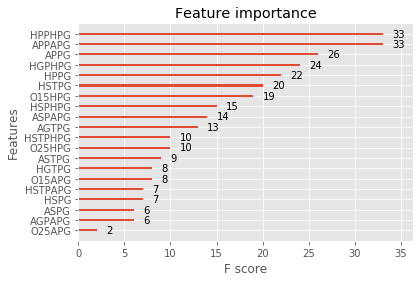 Feature importance
HPPHPG 33
APPAPG 33
APPG 26
HGPHPG 24
HPPG 22
HSTPG 20
O15HPG 19
HSPHPG 15
ASPAPG 14
AGTPG 13
HSTPHPG 10
O25HPG 10
ASTPG 9
HGTPG 8
O15APG 8
HSTPAPG 7
HSPG 7
ASPG 6
AGPAPG 6
O25APG 2
0 5 10 15 20 25 30 35
F score
Features